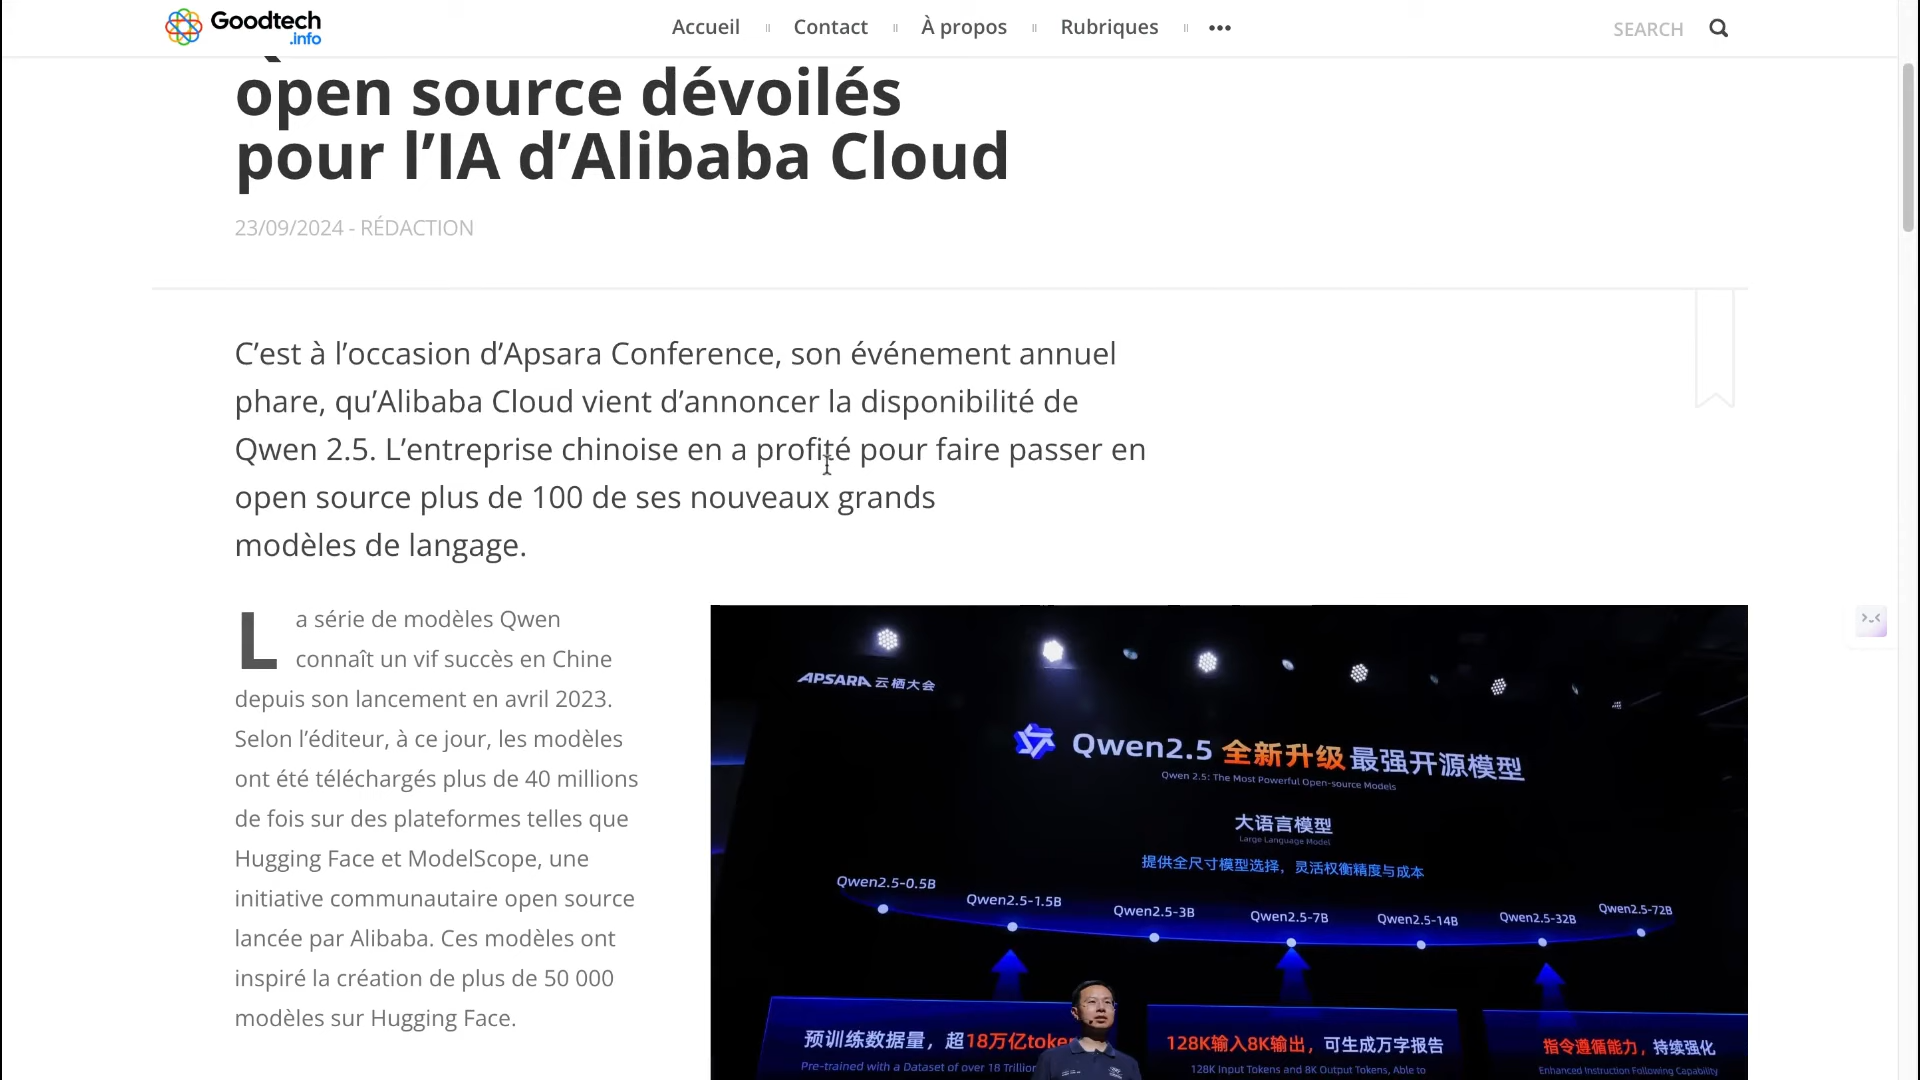 Goodtech
.info
Accueil
Contact
À propos
Rubriques
SEARCH
open source dévoilés
pour l’IA d’Alibaba Cloud
23/09/2024 - RÉDACTION
C’est à l’occasion d’Apsara Conference, son événement annuel
phare, qu’Alibaba Cloud vient d’annoncer la disponibilité de
Qwen 2.5. L’entreprise chinoise en a profité pour faire passer en
open source plus de 100 de ses nouveaux grands
modèles de langage.
La série de modèles Qwen
connaît un vif succès en Chine
depuis son lancement en avril 2023.
Selon l’éditeur, à ce jour, les modèles
ont été téléchargés plus de 40 millions
de fois sur des plateformes telles que
Hugging Face et ModelScope, une
initiative communautaire open source
lancée par Alibaba. Ces modèles ont
inspiré la création de plus de 50 000
modèles sur Hugging Face.
APSARA 云栖大会
Qwen2.5 全新升级 最强开源模型
Qwen 2.5: The Most Powerful Open-source Models
大语言模型
Large Language Model
提供全尺寸模型选择，灵活权衡精度与成本
Qwen2.5-0.5B
Qwen2.5-1.5B
Qwen2.5-3B
Qwen2.5-7B
Qwen2.5-14B
Qwen2.5-32B
Qwen2.5-72B
预训练数据量，超18万亿token
Pre-trained with a Dataset of over 18 Trillion
128K输入8K输出，可生成万字报告
128K Input Tokens and 8K Output Tokens, Able to
指令遵循能力，持续强化
Enhanced Instruction Following Capability